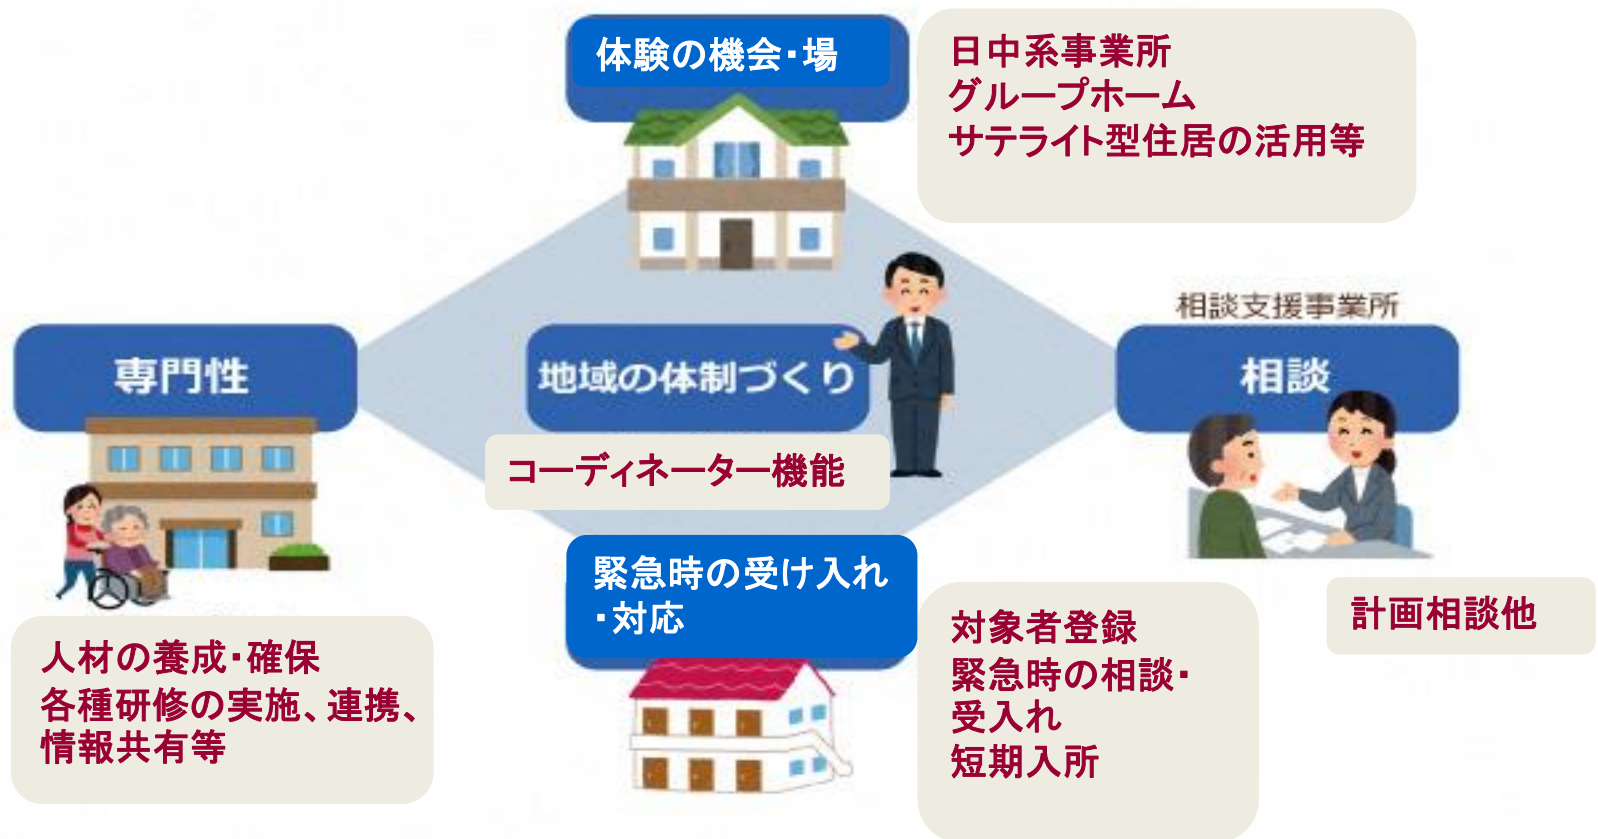 体験の機会・場
日中系事業所
グループホーム
サテライト型住居の活用等
相談支援事業所
専門性
地域の体制づくり
相談
コーディネーター機能
緊急時の受け入れ
・対応
計画相談他
対象者登録
緊急時の相談・
受入れ
短期入所
人材の養成・確保
各種研修の実施、連携、
情報共有等